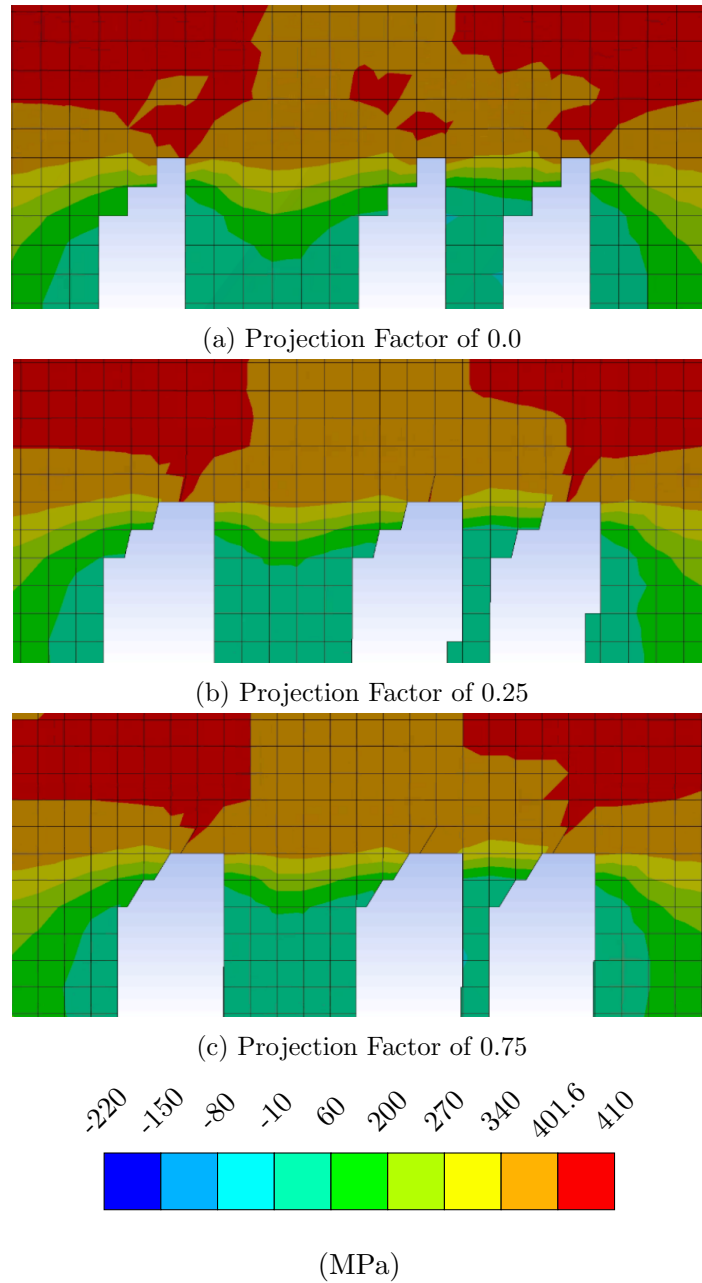 (a) Projection Factor of 0.0
(b) Projection Factor of 0.25
(c) Projection Factor of 0.75
-220 -150 -80 -10 60 200 270 340 401.6 410
(MPa)